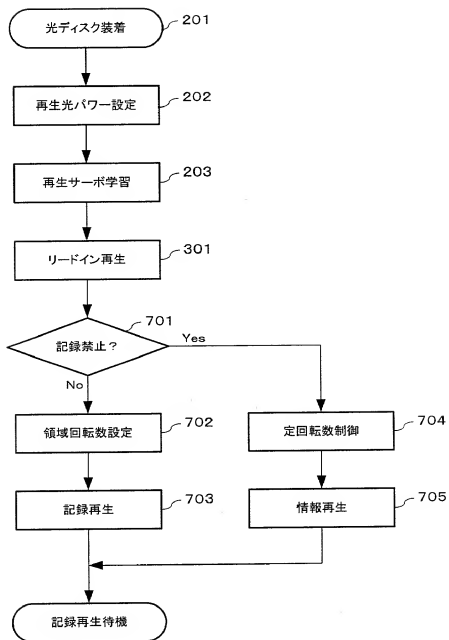 光ディスク装着
201
再生光パワー設定
202
再生サーボ学習
203
リードイン再生
301
記録禁止？
701
Yes
No
領域回転数設定
702
定回転数制御
704
記録再生
703
情報再生
705
記録再生待機